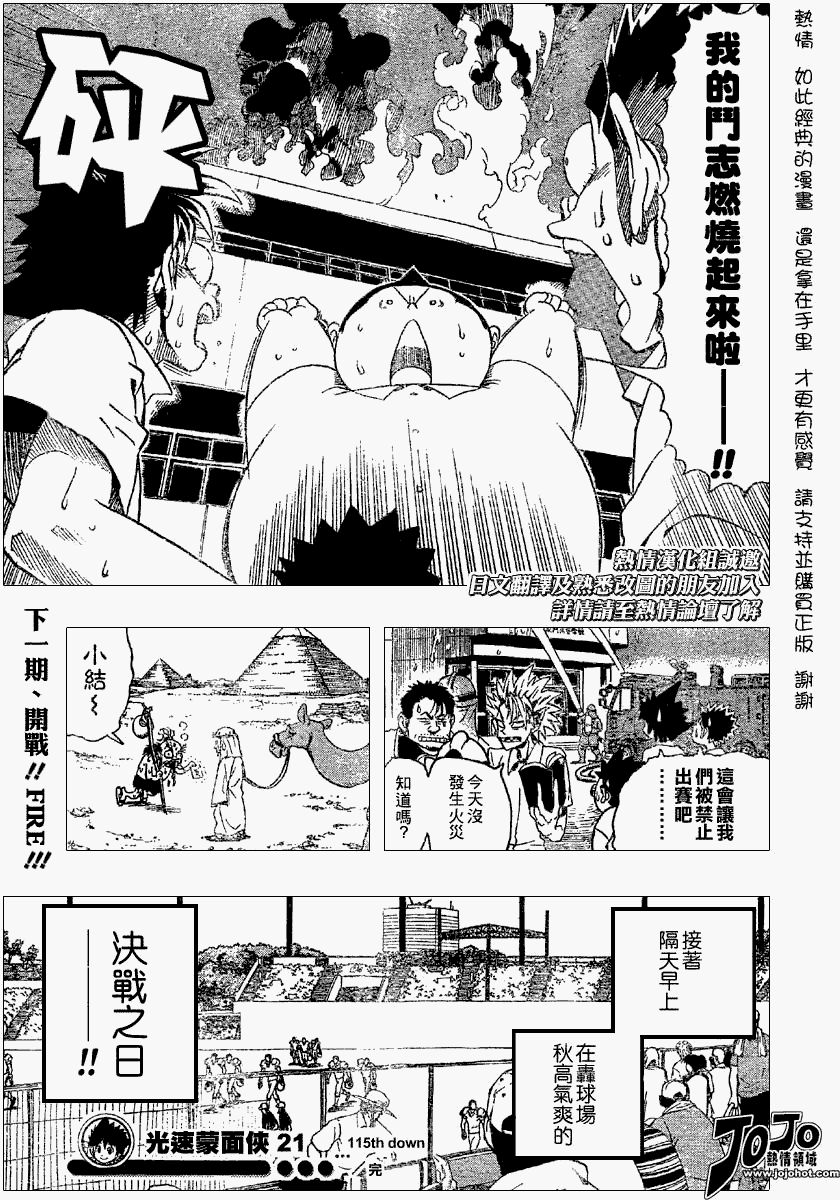 熱情 如此經典的漫畫 還是拿在手里 才更有感覺 請支持並購買正版 謝謝
我的鬥志燃燒起來啦——!!
砰
熱情漢化組誠邀
日文翻譯及熟悉改圖的朋友加入
詳情請至熱情論壇了解
這會讓我
們被禁止
出賽吧
…………
今天沒
發生火災
知道嗎？
小結~
下一期、開戰!! FIRE!!!
接著
隔天早上
在轟球場
秋高氣爽的
決戰之日
——!!
光速蒙面俠 21 115th down
...完
JOJO
熱情領域
www.jojohot.com